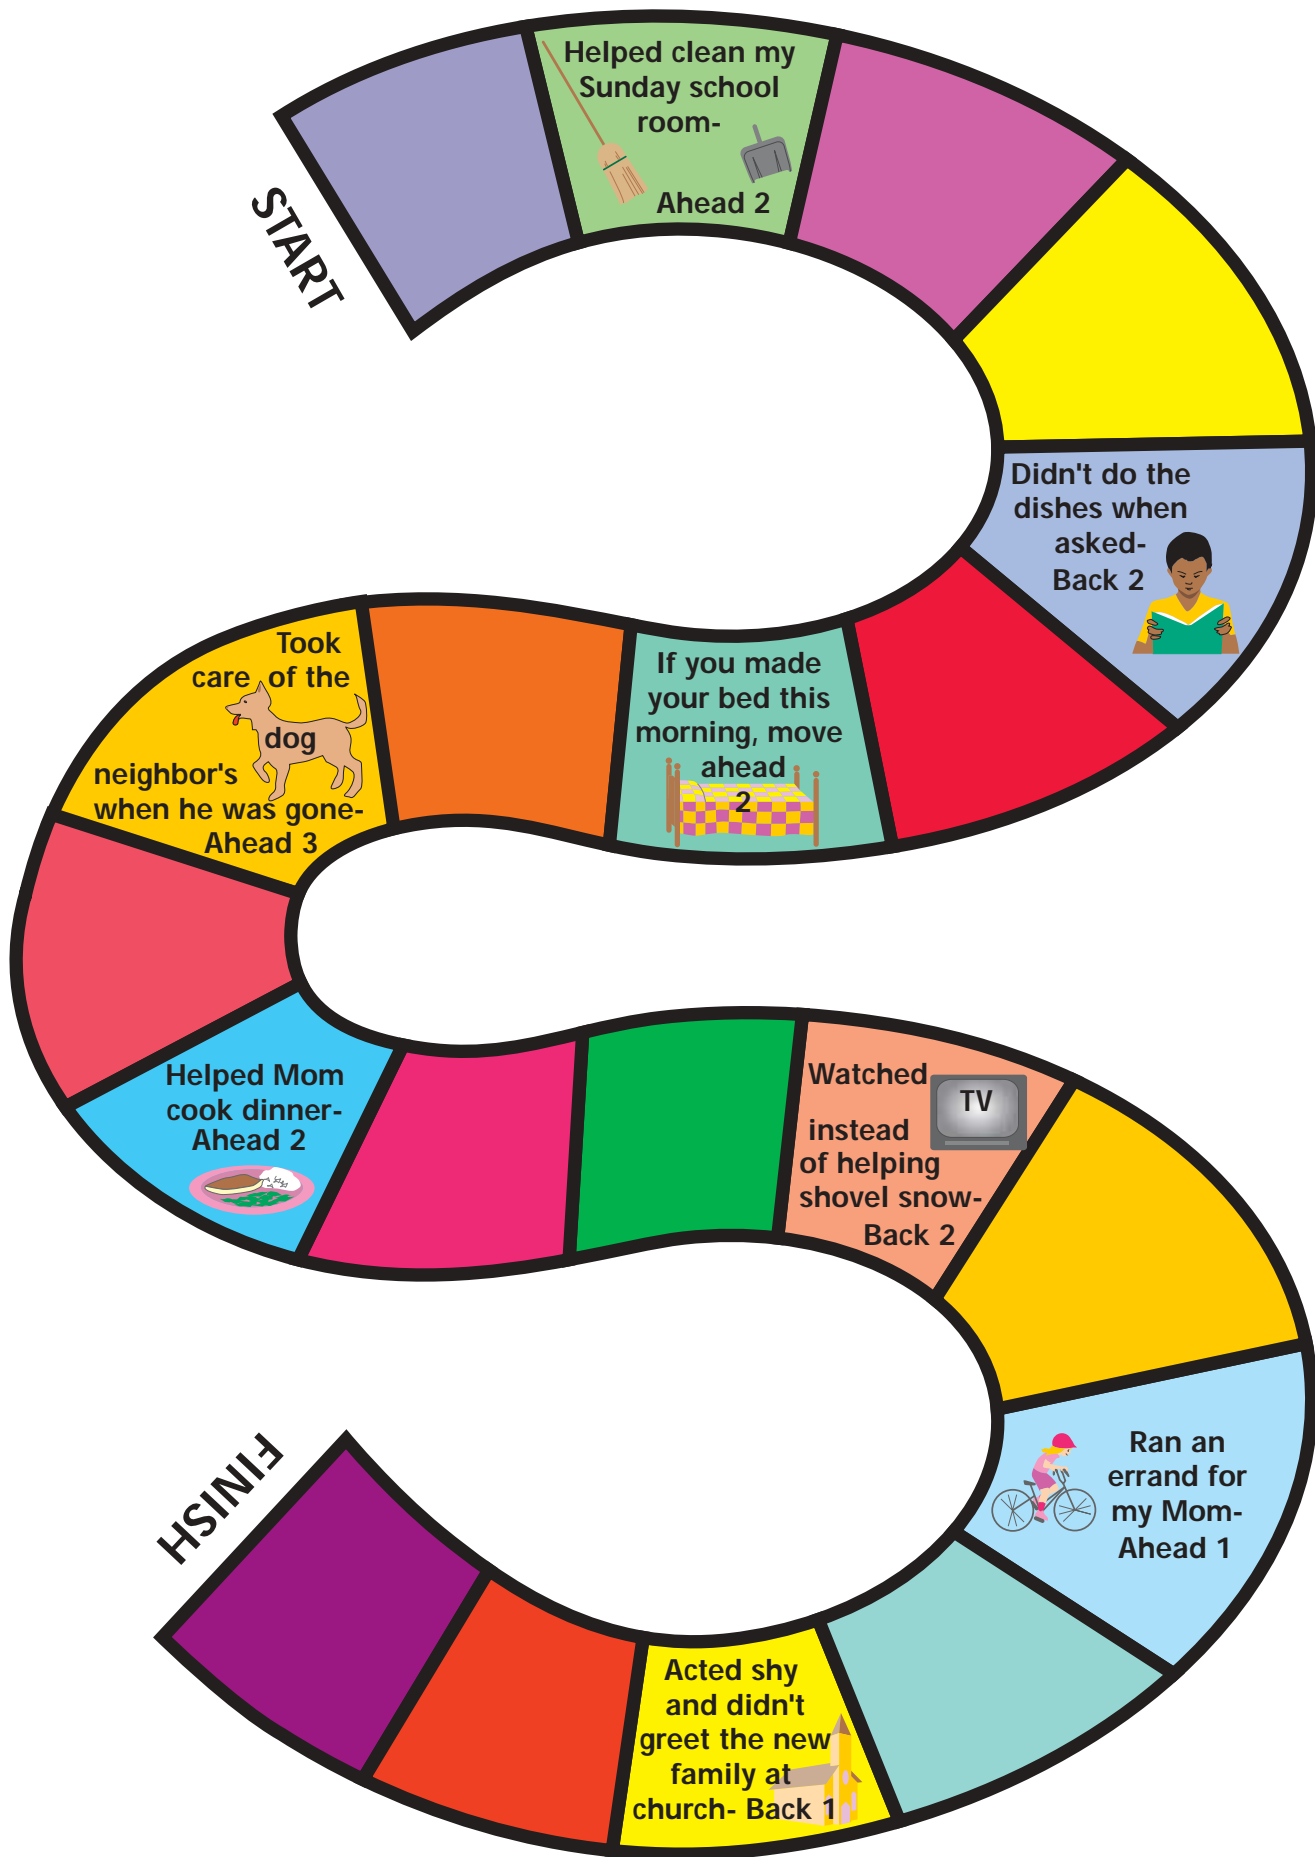 START
Helped clean my
Sunday school
room-
Ahead 2
Didn't do the
dishes when
asked-
Back 2
If you made
your bed this
morning, move
ahead
2
Took
care of the
dog
neighbor's
when he was gone-
Ahead 3
Helped Mom
cook dinner-
Ahead 2
Watched
TV
instead
of helping
shovel snow-
Back 2
Ran an
errand for
my Mom-
Ahead 1
Acted shy
and didn't
greet the new
family at
church- Back 1
FINISH